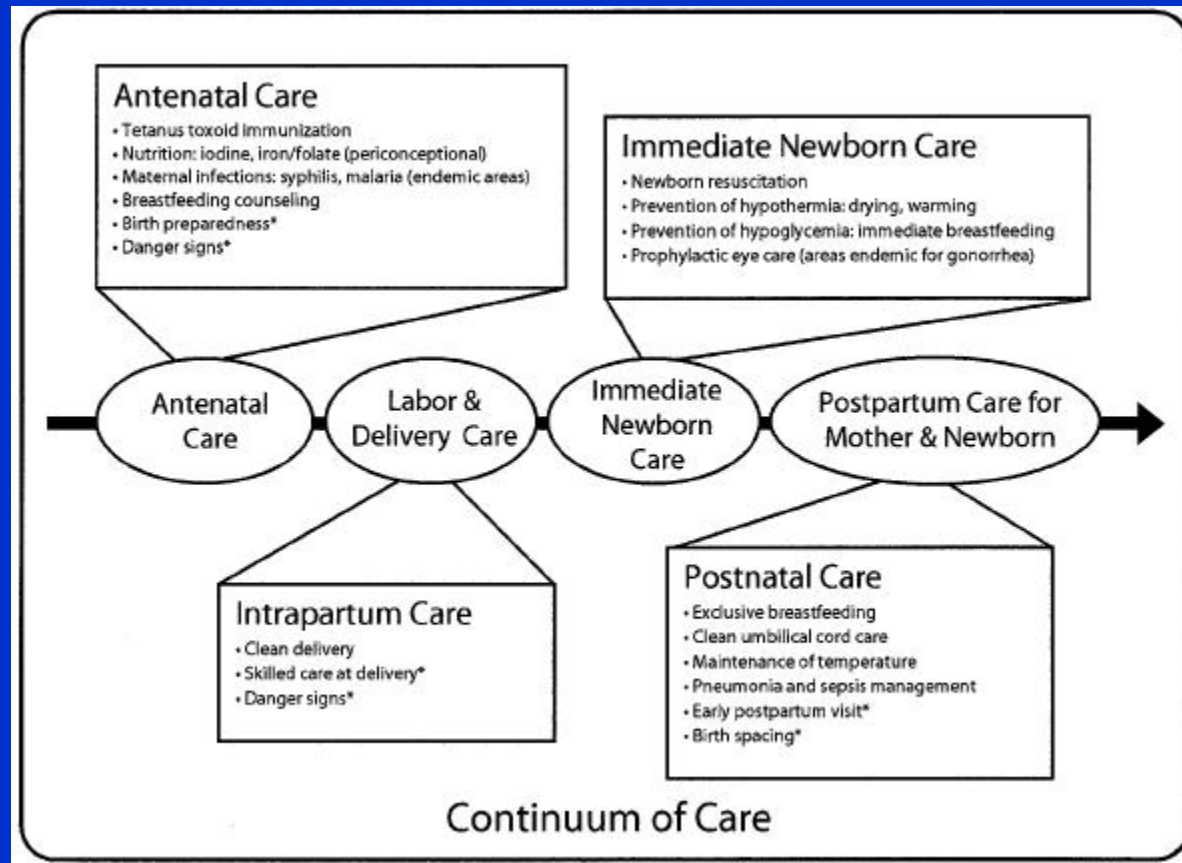 Antenatal Care
• Tetanus toxoid immunization
• Nutrition: iodine, iron/folate (periconceptional)
• Maternal infections: syphilis, malaria (endemic areas)
• Breastfeeding counseling
• Birth preparedness*
• Danger signs*
Immediate Newborn Care
• Newborn resuscitation
• Prevention of hypothermia: drying, warming
• Prevention of hypoglycemia: immediate breastfeeding
• Prophylactic eye care (areas endemic for gonorrhea)
Antenatal
Care
Labor &
Delivery Care
Immediate
Newborn
Care
Postpartum Care for
Mother & Newborn
Intrapartum Care
• Clean delivery
• Skilled care at delivery*
• Danger signs*
Postnatal Care
• Exclusive breastfeeding
• Clean umbilical cord care
• Maintenance of temperature
• Pneumonia and sepsis management
• Early postpartum visit*
• Birth spacing*
Continuum of Care